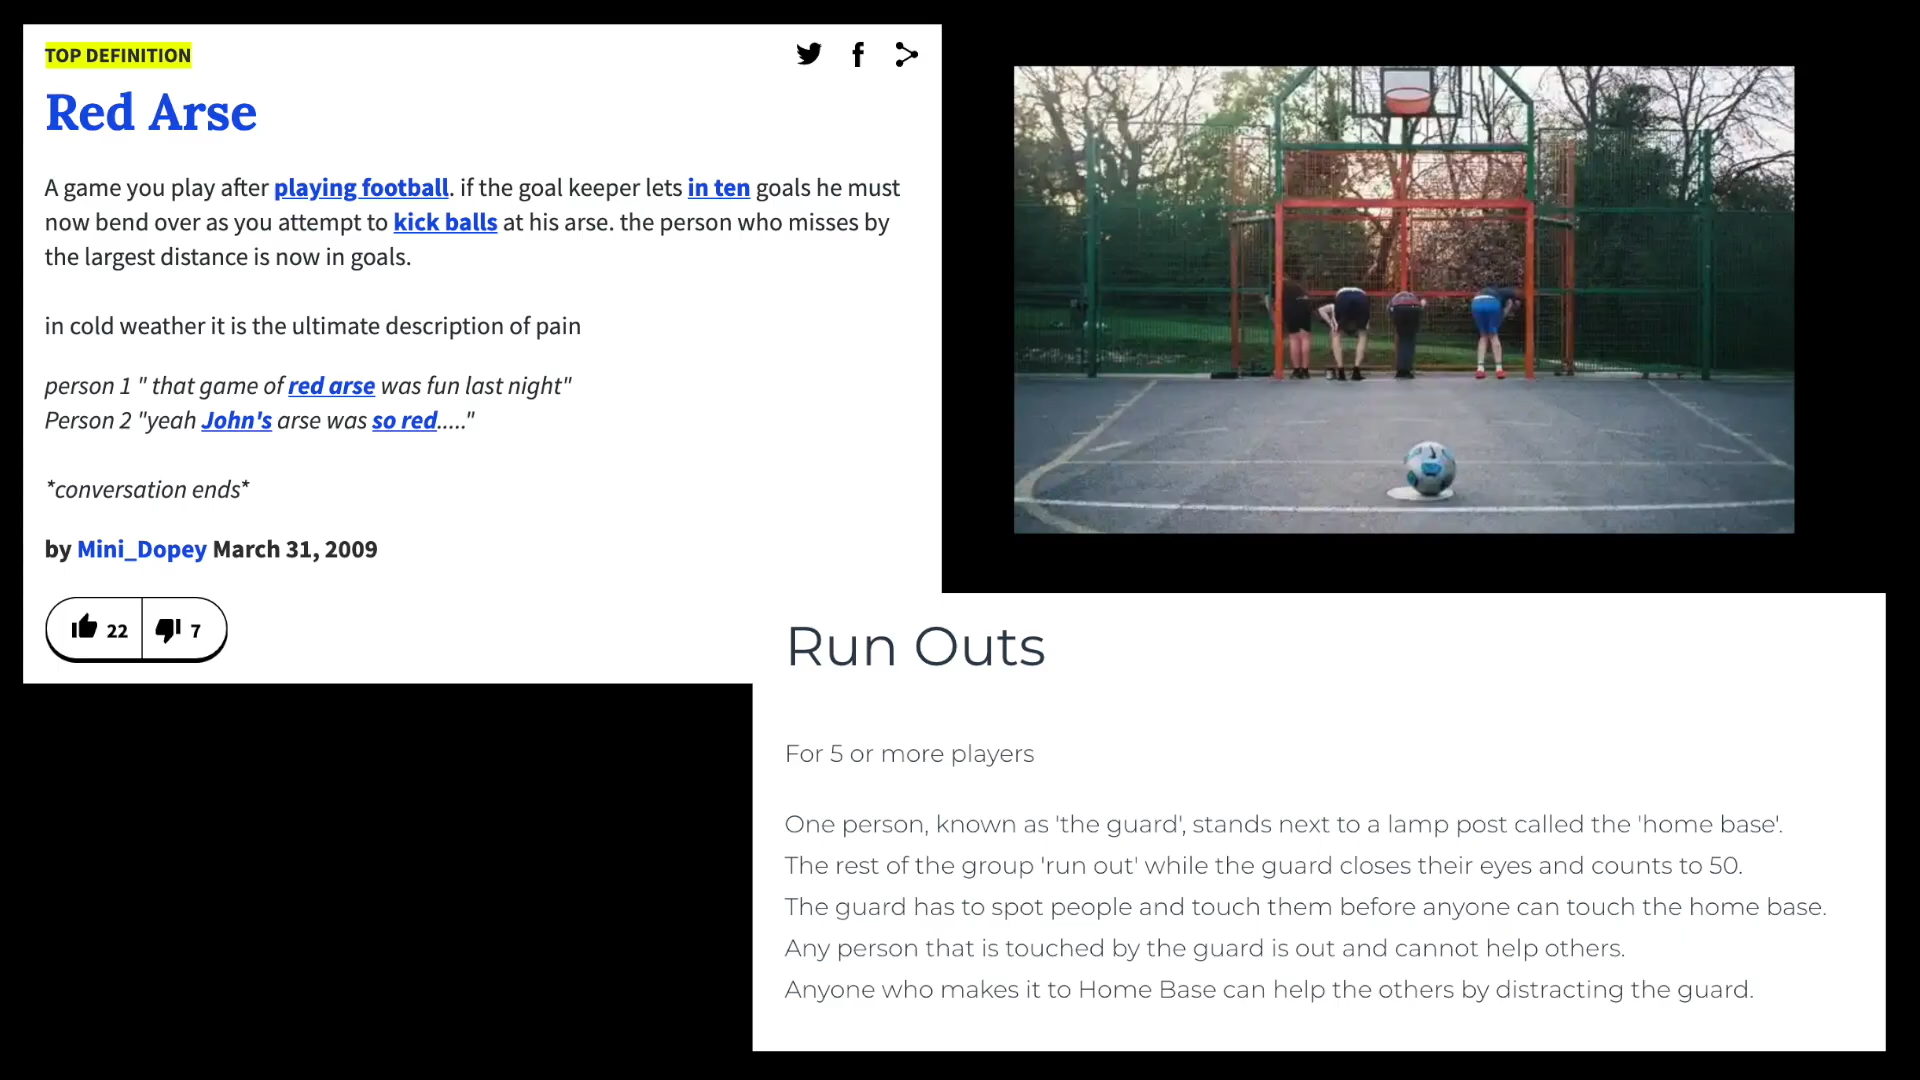 TOP DEFINITION
Red Arse
A game you play after playing football. if the goal keeper lets in ten goals he must
now bend over as you attempt to kick balls at his arse. the person who misses by
the largest distance is now in goals.
in cold weather it is the ultimate description of pain
person 1 " that game of red arse was fun last night"
Person 2 "yeah John's arse was so red....."
*conversation ends*
by Mini_Dopey March 31, 2009
22 7
Run Outs
For 5 or more players
One person, known as 'the guard', stands next to a lamp post called the 'home base'.
The rest of the group 'run out' while the guard closes their eyes and counts to 50.
The guard has to spot people and touch them before anyone can touch the home base.
Any person that is touched by the guard is out and cannot help others.
Anyone who makes it to Home Base can help the others by distracting the guard.